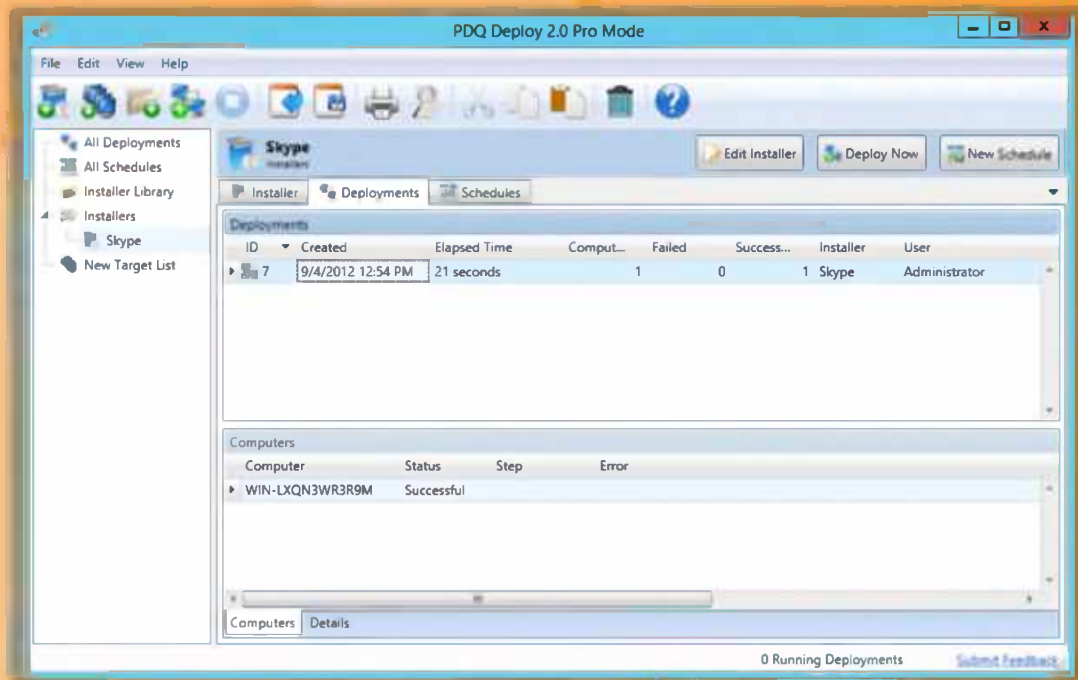 PDQ Deploy 2.0 Pro Mode
File Edit View Help
All Deployments
All Schedules
Installer Library
Installers
Skype
New Target List
Skype
Installers
Edit Installer
Deploy Now
New Schedule
Installer
Deployments
Schedules
Deployments
ID Created Elapsed Time Comput... Failed Success... Installer User
7 9/4/2012 12:54 PM 21 seconds 1 0 1 Skype Administrator
Computers
Computer Status Step Error
WIN-LXQN3WR3R9M Successful
Computers Details
0 Running Deployments Submit Feedback